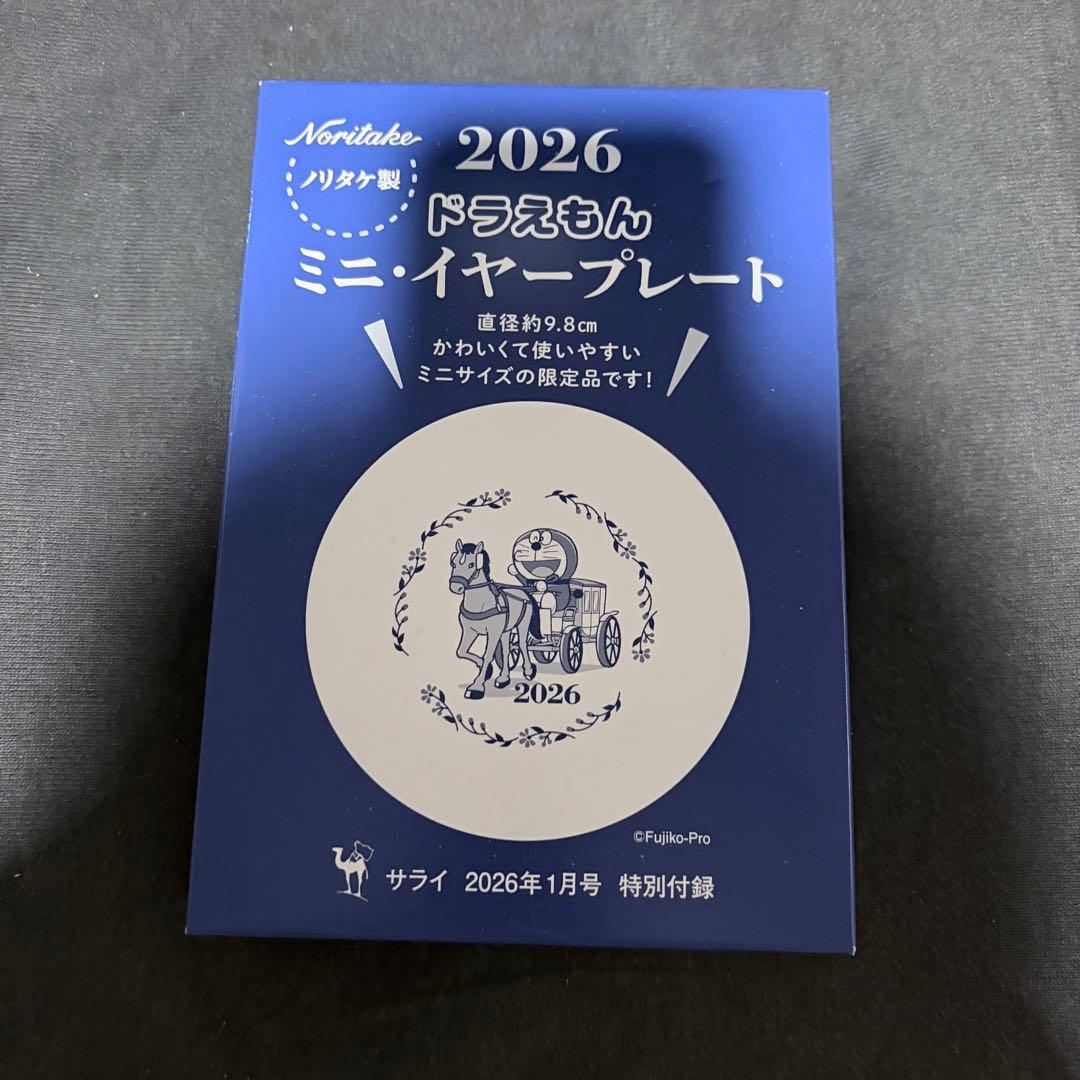 Noritake
ノリタケ製
2026
ドラえもん
ミニ・イヤープレート
直径約9.8㎝
かわいくて使いやすい
ミニサイズの限定品です!
2026
©Fujiko-Pro
サライ 2026年1月号 特別付録